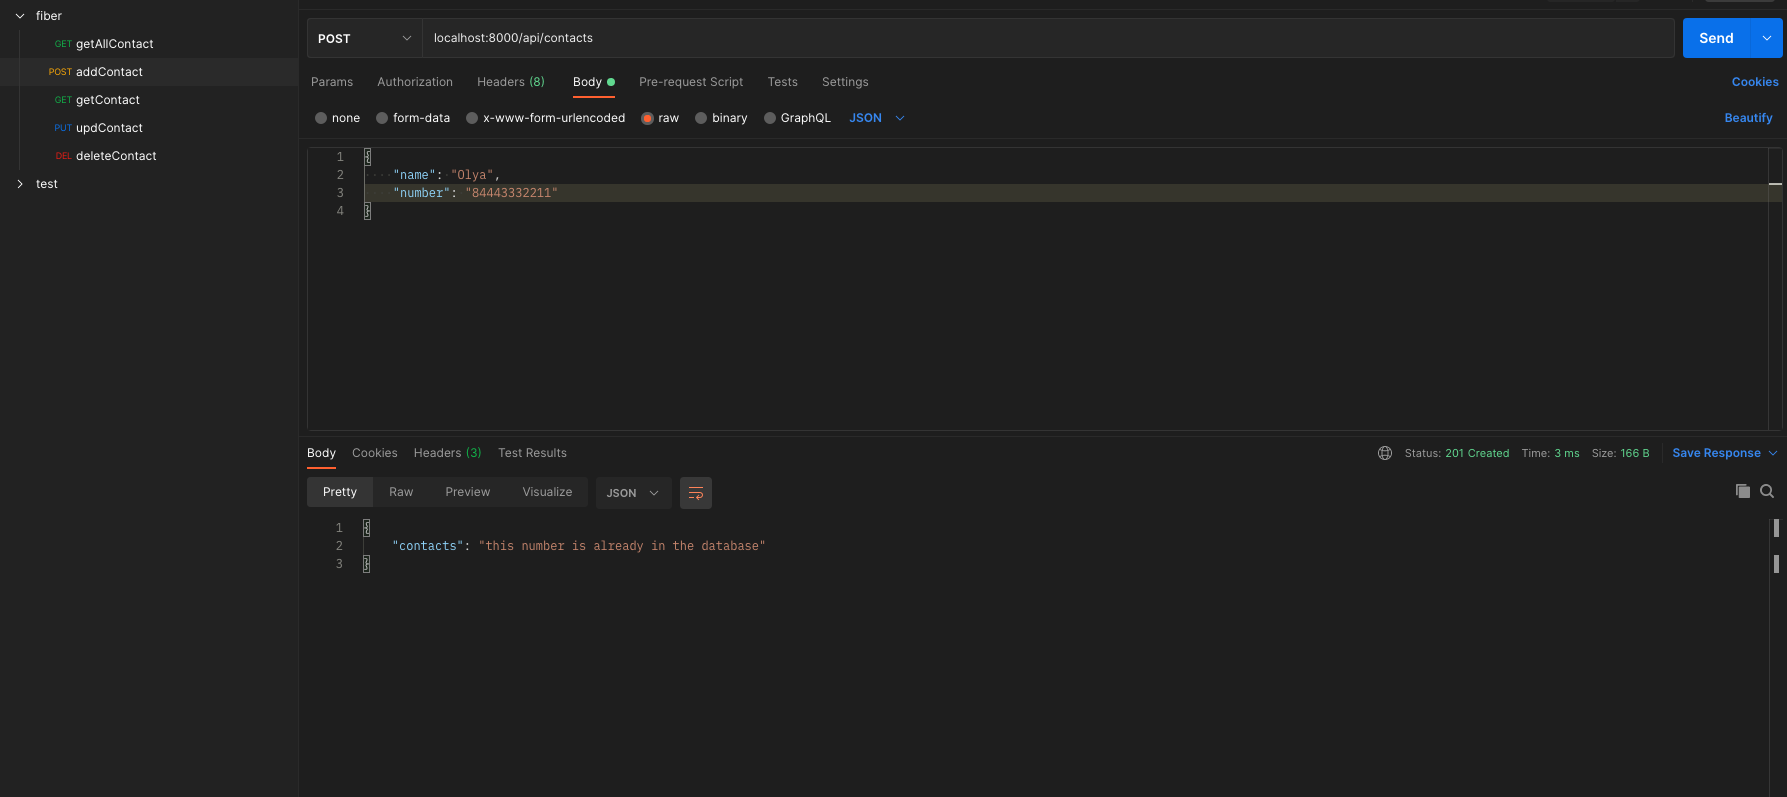 fiber
GET getAllContact
POST addContact
GET getContact
PUT updContact
DEL deleteContact
test
POST
localhost:8000/api/contacts
Send
Params Authorization Headers (8) Body Pre-request Script Tests Settings Cookies
none form-data x-www-form-urlencoded raw binary GraphQL JSON Beautify
1 {
2 "name": "Olya",
3 "number": "84443332211"
4 }
Body Cookies Headers (3) Test Results Status: 201 Created Time: 3 ms Size: 166 B Save Response
Pretty Raw Preview Visualize JSON
1 {
2 "contacts": "this number is already in the database"
3 }